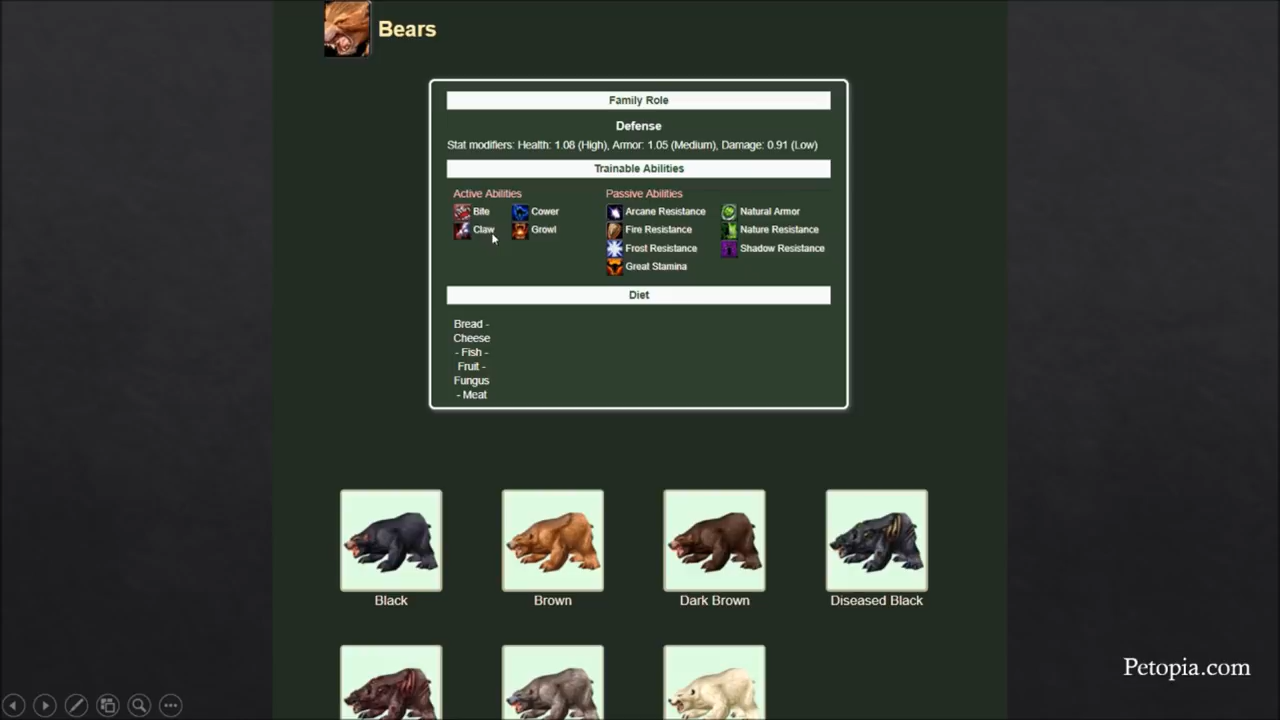 Bears
Family Role
Defense
Stat modifiers: Health: 1.08 (High), Armor: 1.05 (Medium), Damage: 0.91 (Low)
Trainable Abilities
Active Abilities
Bite
Cower
Claw
Growl
Passive Abilities
Arcane Resistance
Natural Armor
Fire Resistance
Nature Resistance
Frost Resistance
Shadow Resistance
Great Stamina
Diet
Bread -
Cheese
- Fish -
Fruit -
Fungus
- Meat
Black
Brown
Dark Brown
Diseased Black
Petopia.com